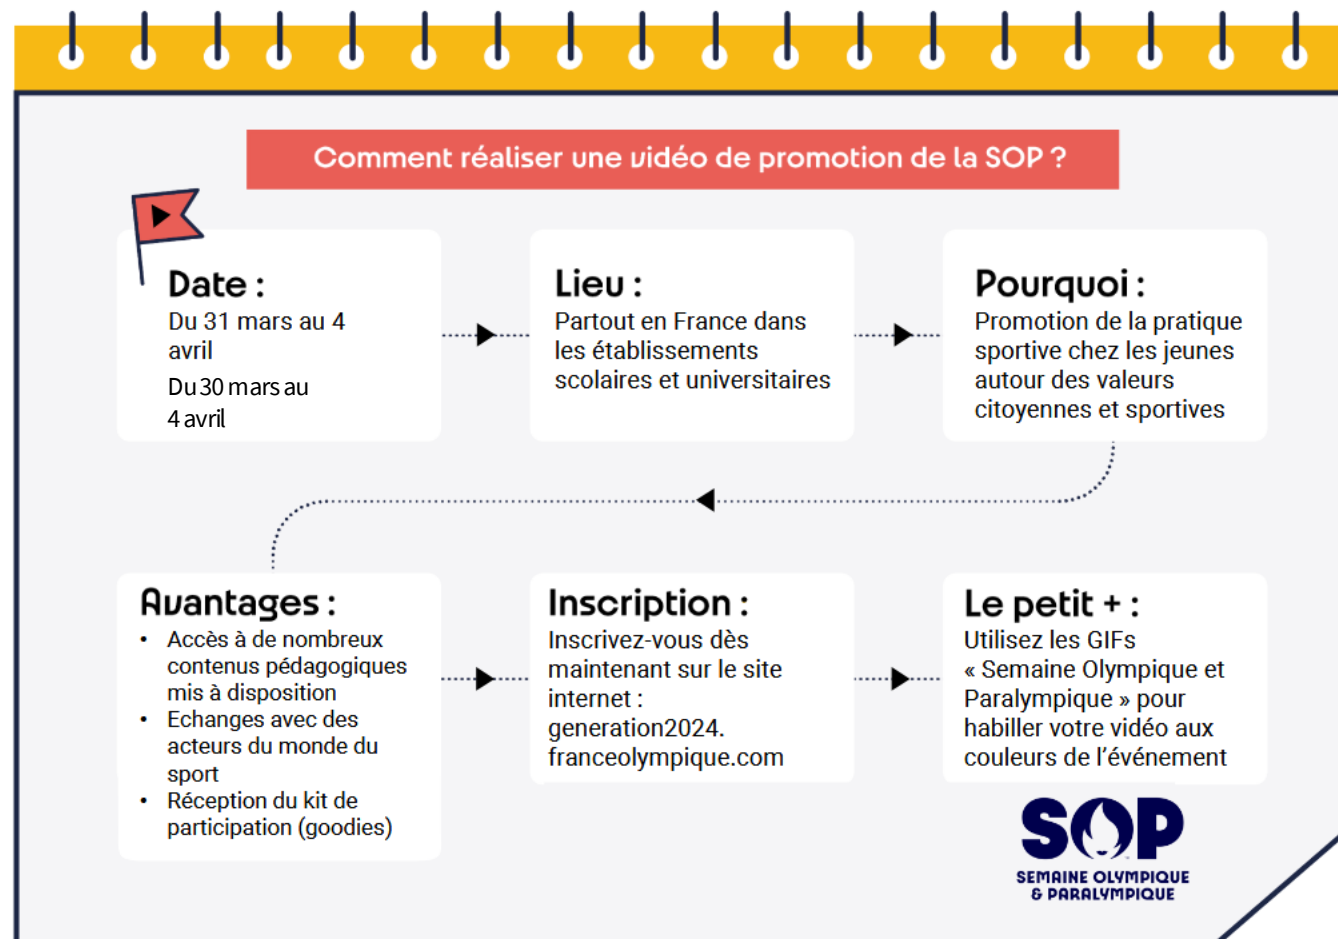 Comment réaliser une vidéo de promotion de la SOP ?
Date :
Du 31 mars au 4
avril
Du 30 mars au
4 avril
Lieu :
Partout en France dans
les établissements
scolaires et universitaires
Pourquoi :
Promotion de la pratique
sportive chez les jeunes
autour des valeurs
citoyennes et sportives
Avantages :
• Accès à de nombreux
contenus pédagogiques
mis à disposition
• Echanges avec des
acteurs du monde du
sport
• Réception du kit de
participation (goodies)
Inscription :
Inscrivez-vous dès
maintenant sur le site
internet :
generation2024.
franceolympique.com
Le petit + :
Utilisez les GIFs
« Semaine Olympique et
Paralympique » pour
habiller votre vidéo aux
couleurs de l’événement
SOP
SEMAINE OLYMPIQUE
& PARALYMPIQUE